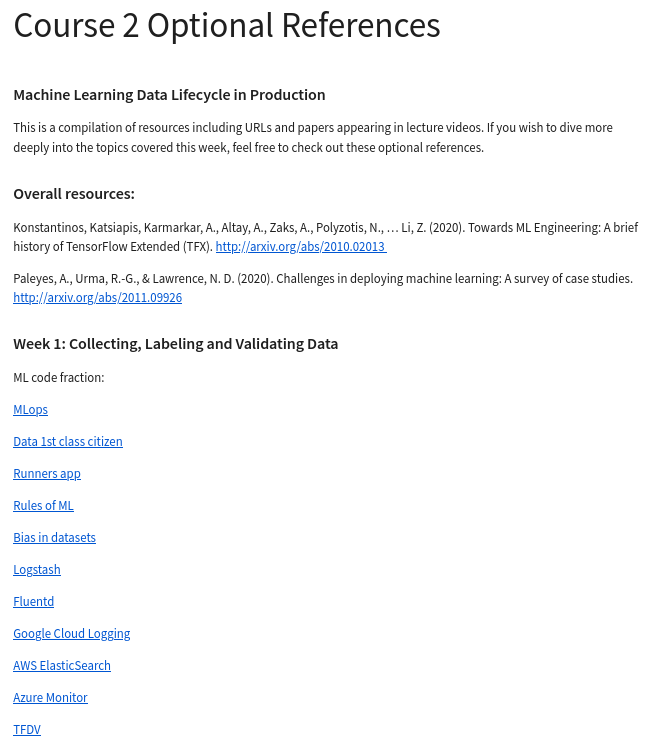 Course 2 Optional References
Machine Learning Data Lifecycle in Production
This is a compilation of resources including URLs and papers appearing in lecture videos. If you wish to dive more
deeply into the topics covered this week, feel free to check out these optional references.
Overall resources:
Konstantinos, Katsiapis, Karmarkar, A., Altay, A., Zaks, A., Polyzotis, N., … Li, Z. (2020). Towards ML Engineering: A brief
history of TensorFlow Extended (TFX). http://arxiv.org/abs/2010.02013
Paleyes, A., Urma, R.-G., & Lawrence, N. D. (2020). Challenges in deploying machine learning: A survey of case studies.
http://arxiv.org/abs/2011.09926
Week 1: Collecting, Labeling and Validating Data
ML code fraction:
MLops
Data 1st class citizen
Runners app
Rules of ML
Bias in datasets
Logstash
Fluentd
Google Cloud Logging
AWS ElasticSearch
Azure Monitor
TFDV